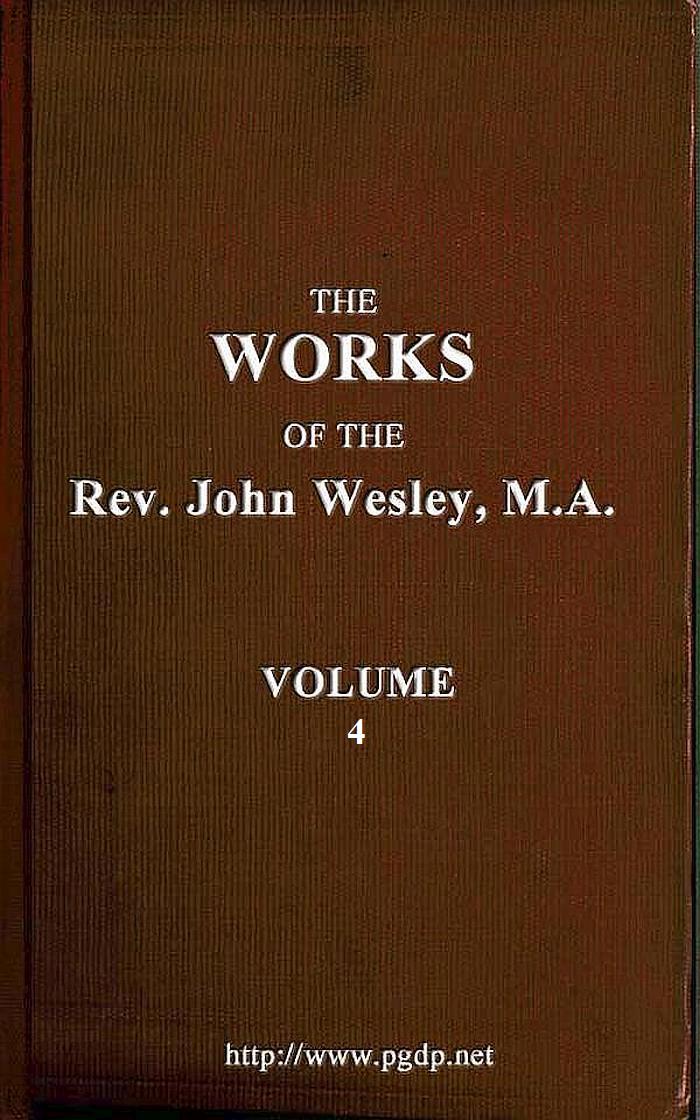 THE
WORKS
OF THE
Rev. John Wesley, M.A.
VOLUME
4
http://www.pgdp.net